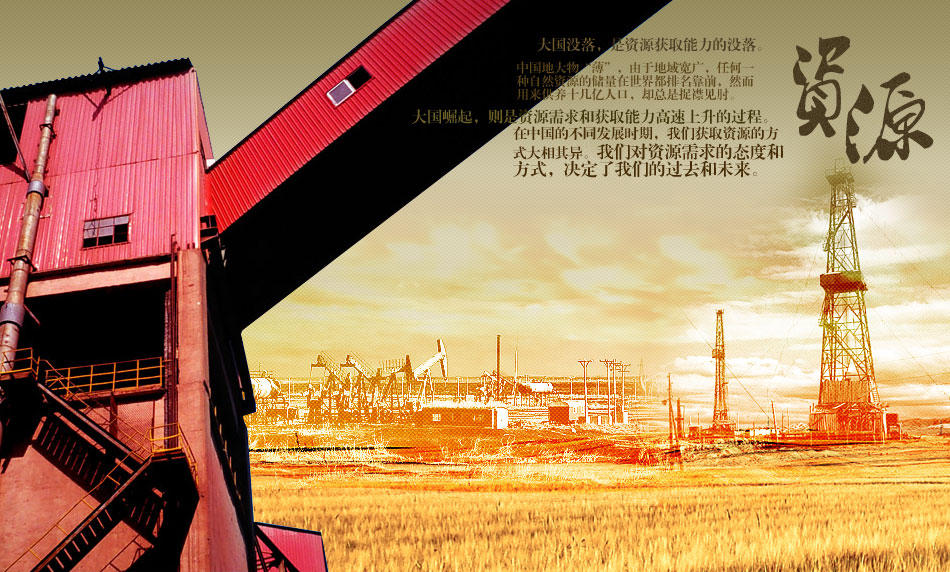 资源
大国没落，是资源获取能力的没落。
中国地大物“薄”，由于地域宽广，任何一
种自然资源的储量在世界都排名靠前，然而
用来供养十几亿人口，却总是捉襟见肘。
大国崛起，则是资源需求和获取能力高速上升的过程。
在中国的不同发展时期，我们获取资源的方
式大相其异。我们对资源需求的态度和
方式，决定了我们的过去和未来。